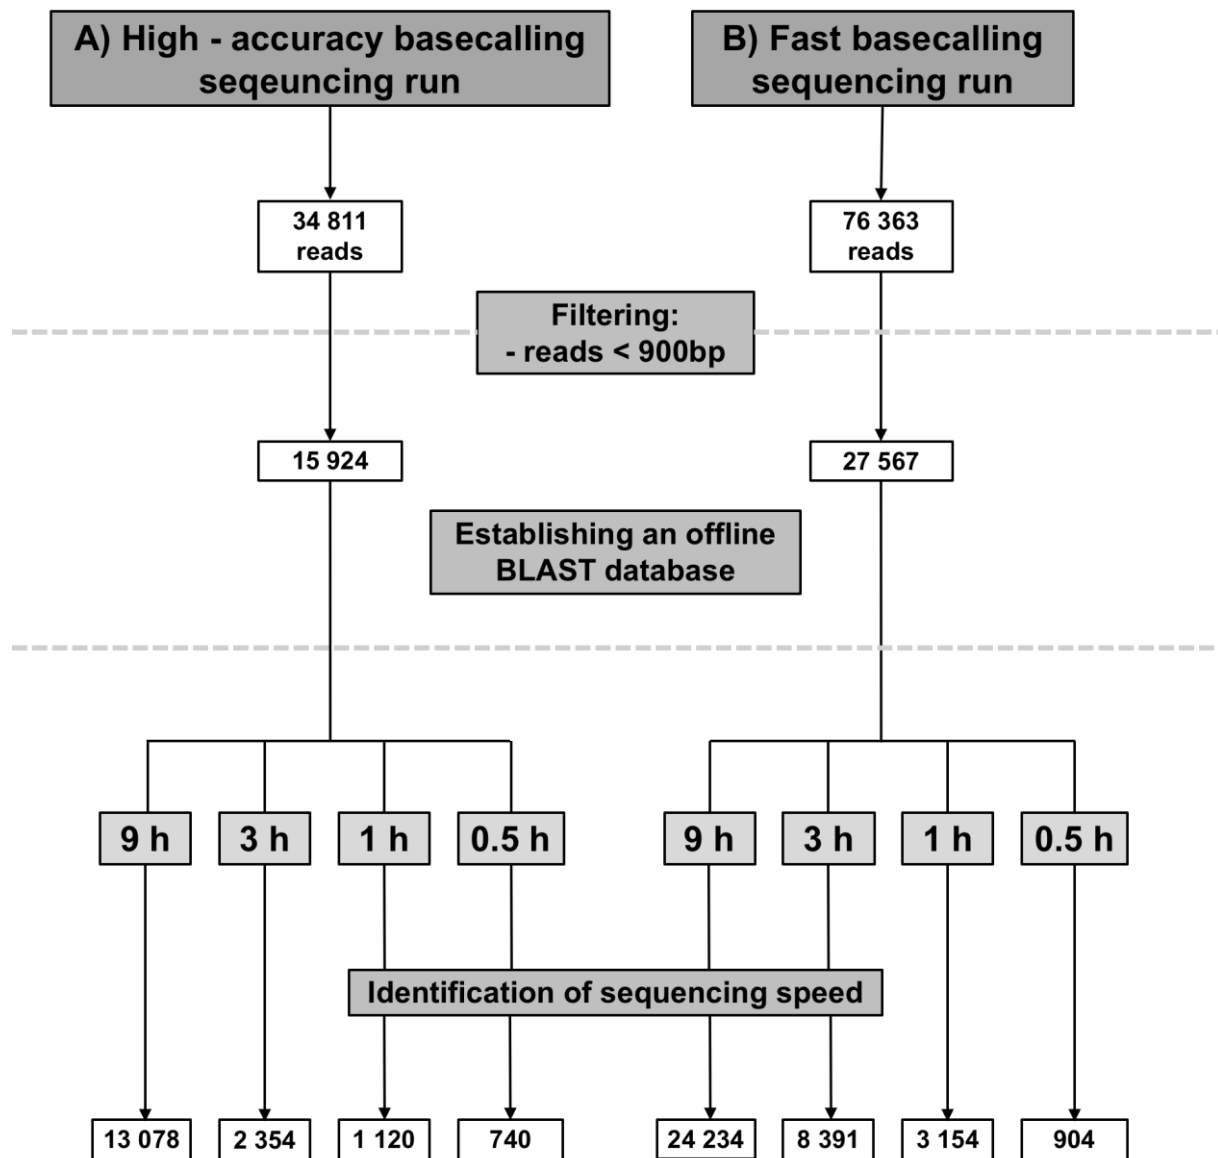 A) High - accuracy basecalling
seqeuncing run
B) Fast basecalling
sequencing run
34 811
reads
76 363
reads
Filtering:
- reads < 900bp
15 924
27 567
Establishing an offline
BLAST database
9 h
3 h
1 h
0.5 h
9 h
3 h
1 h
0.5 h
Identification of sequencing speed
13 078
2 354
1 120
740
24 234
8 391
3 154
904